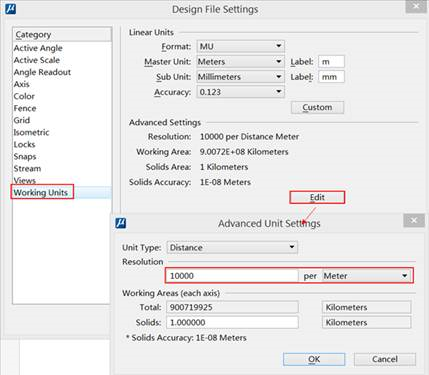 Design File Settings
Category
Active Angle
Active Scale
Angle Readout
Axis
Color
Fence
Grid
Isometric
Locks
Snaps
Stream
Views
Working Units
Linear Units
Format: MU
Master Unit: Meters Label: m
Sub Unit: Millimeters Label: mm
Accuracy: 0.123
Custom
Advanced Settings
Resolution: 10000 per Distance Meter
Working Area: 9.0072E+08 Kilometers
Solids Area: 1 Kilometers
Solids Accuracy: 1E-08 Meters
Edit
Advanced Unit Settings
Unit Type: Distance
Resolution
10000 per Meter
Working Areas (each axis)
Total: 900719925 Kilometers
Solids: 1.000000 Kilometers
* Solids Accuracy: 1E-08 Meters
OK Cancel